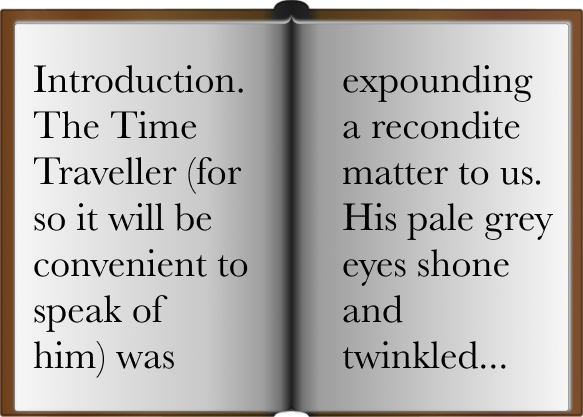 Introduction.
The Time
Traveller (for
so it will be
convenient to
speak of
him) was
expounding
a recondite
matter to us.
His pale grey
eyes shone
and
twinkled...